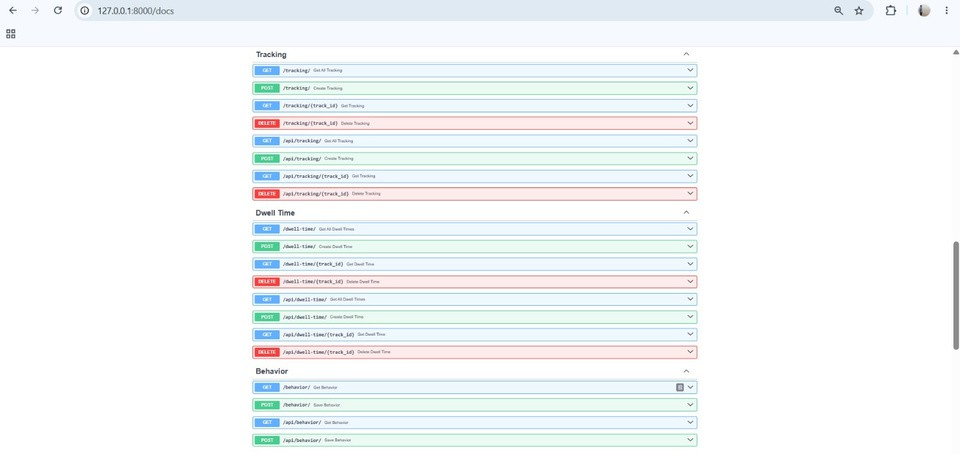 127.0.0.1:8000/docs
Tracking
GET /tracking/ Get All Tracking
POST /tracking/ Create Tracking
GET /tracking/{track_id} Get Tracking
DELETE /tracking/{track_id} Delete Tracking
GET /api/tracking/ Get All Tracking
POST /api/tracking/ Create Tracking
GET /api/tracking/{track_id} Get Tracking
DELETE /api/tracking/{track_id} Delete Tracking
Dwell Time
GET /dwell-time/ Get All Dwell Times
POST /dwell-time/ Create Dwell Time
GET /dwell-time/{track_id} Get Dwell Time
DELETE /dwell-time/{track_id} Delete Dwell Time
GET /api/dwell-time/ Get All Dwell Times
POST /api/dwell-time/ Create Dwell Time
GET /api/dwell-time/{track_id} Get Dwell Time
DELETE /api/dwell-time/{track_id} Delete Dwell Time
Behavior
GET /behavior/ Get Behavior
POST /behavior/ Save Behavior
GET /api/behavior/ Get Behavior
POST /api/behavior/ Save Behavior